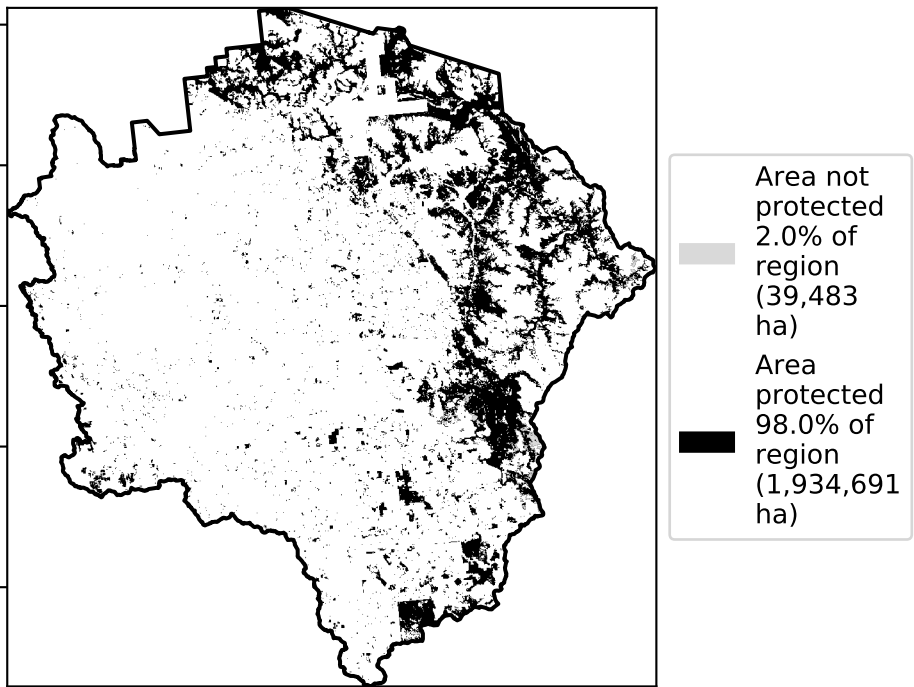 Area not
protected
2.0% of
region
(39,483
ha)
Area
protected
98.0% of
region
(1,934,691
ha)